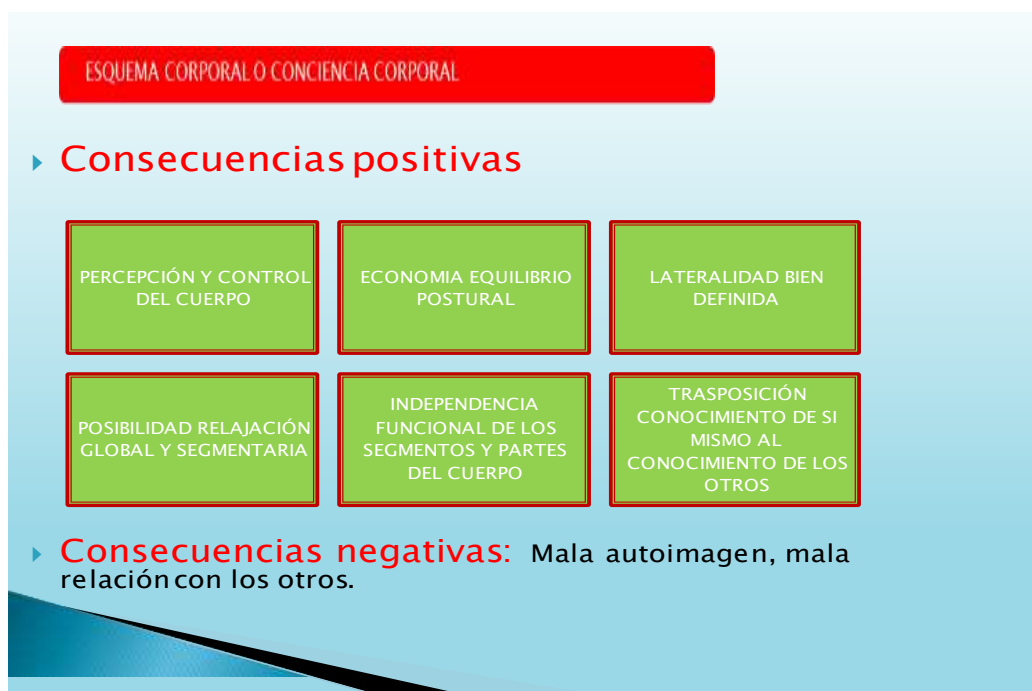 ESQUEMA CORPORAL O CONCIENCIA CORPORAL
Consecuencias positivas
PERCEPCIÓN Y CONTROL
DEL CUERPO
ECONOMIA EQUILIBRIO
POSTURAL
LATERALIDAD BIEN
DEFINIDA
POSIBILIDAD RELAJACIÓN
GLOBAL Y SEGMENTARIA
INDEPENDENCIA
FUNCIONAL DE LOS
SEGMENTOS Y PARTES
DEL CUERPO
TRASPOSICIÓN
CONOCIMIENTO DE SI
MISMO AL
CONOCIMIENTO DE LOS
OTROS
Consecuencias negativas: Mala autoimagen, mala
relación con los otros.